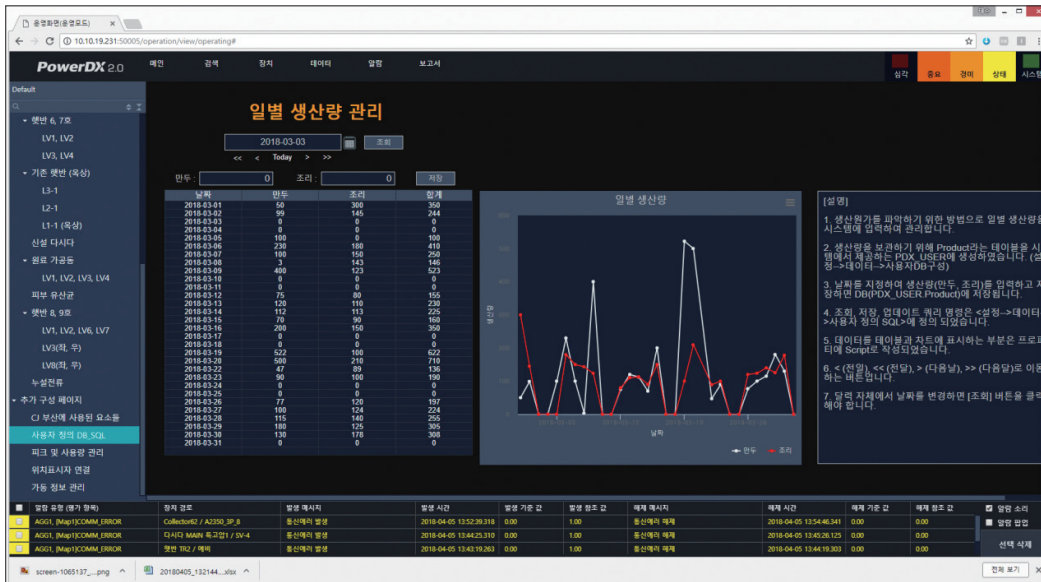 운영화면(운영모드) ×
10.10.19.231:50005/operation/view/operating#
PowerDX 2.0 메인 검색 장치 데이터 알람 보고서
심각 중요 경미 상태 시스템
Default
햇반 6, 7호
LV1, LV2
LV3, LV4
기존 햇반 (옥상)
L3-1
L2-1
L1-1 (옥상)
신설 다시다
원료 가공동
LV1, LV2, LV3, LV4
피부 유산균
햇반 8, 9호
LV1, LV2, LV6, LV7
LV3(좌, 우)
LV8(좌, 우)
누설전류
추가 구성 페이지
CJ 부산에 사용된 요소들
사용자 정의 DB_SQL
피크 및 사용량 관리
위치표시자 연결
가동 정보 관리
일별 생산량 관리
2018-03-03 조회
<< < Today > >>
만두 : 0 조리 : 0 저장
날짜 만두 조리 합계
2018-03-01 50 300 350
2018-03-02 99 145 244
2018-03-03 0 0 0
2018-03-04 0 0 0
2018-03-05 100 0 100
2018-03-06 230 180 410
2018-03-07 100 150 250
2018-03-08 3 143 146
2018-03-09 400 123 523
2018-03-10 0 0 0
2018-03-11 0 0 0
2018-03-12 75 80 155
2018-03-13 120 110 230
2018-03-14 112 113 225
2018-03-15 70 90 160
2018-03-16 200 150 350
2018-03-17 0 0 0
2018-03-18 0 0 0
2018-03-19 522 100 622
2018-03-20 500 210 710
2018-03-22 47 89 136
2018-03-23 90 100 190
2018-03-24 0 0 0
2018-03-25 0 0 0
2018-03-26 77 120 197
2018-03-27 100 124 224
2018-03-28 115 140 255
2018-03-29 180 125 305
2018-03-30 130 178 308
2018-03-31 0 0 0
일별 생산량
생산량
날짜
만두 조리
[설명]
1. 생산원가를 파악하기 위한 방법으로 일별 생산량을
시스템에 입력하여 관리합니다.
2. 생산량을 보관하기 위해 Product라는 테이블을 시
템에서 제공하는 PDX_USER에 생성하였습니다. (설
정-->데이터-->사용자DB구성)
3. 날짜를 지정하여 생산량(만두, 조리)를 입력하고 저
장하면 DB(PDX_USER.Product)에 저장됩니다.
4. 조회, 저장, 업데이트 쿼리 명령은 <설정-->데이터-
>사용자 정의 SQL>에 정의 되었습니다.
5. 데이터를 테이블과 차트에 표시하는 부분은 프로퍼
티에 Script로 작성되었습니다.
6. < (전일), << (전달), > (다음날), >> (다음달)로 이동
하는 버튼입니다.
7. 달력 자체에서 날짜를 변경하면 [조회] 버튼을 클릭
해야 합니다.
알람 유형 (평가 항목) 장치 경로 발생 메시지 발생 시간 발생 기준 값 발생 참조 값 해제 메시지 해제 시간 해제 기준 값 해제 참조 값 알람 소리
AGG1, [Map1]COMM_ERROR Collector62 / A2350_3P_8 통신에러 발생 2018-04-05 13:52:39.318 0.00 1.00 통신에러 해제 2018-04-05 13:54:46.341 0.00 0.00 알람 팝업
AGG1, [Map1]COMM_ERROR 다시다 MAIN 특고압1 / SV-4 통신에러 발생 2018-04-05 13:44:25.310 0.00 1.00 통신에러 해제 2018-04-05 13:45:26.125 0.00 0.00
AGG1, [Map1]COMM_ERROR 햇반 TR2 / 예비 통신에러 발생 2018-04-05 13:43:19.263 0.00 1.00 통신에러 해제 2018-04-05 13:44:19.303 0.00 0.00 선택 삭제
screen-1065137_....png 20180405_132144....xlsx 전체 보기 ×